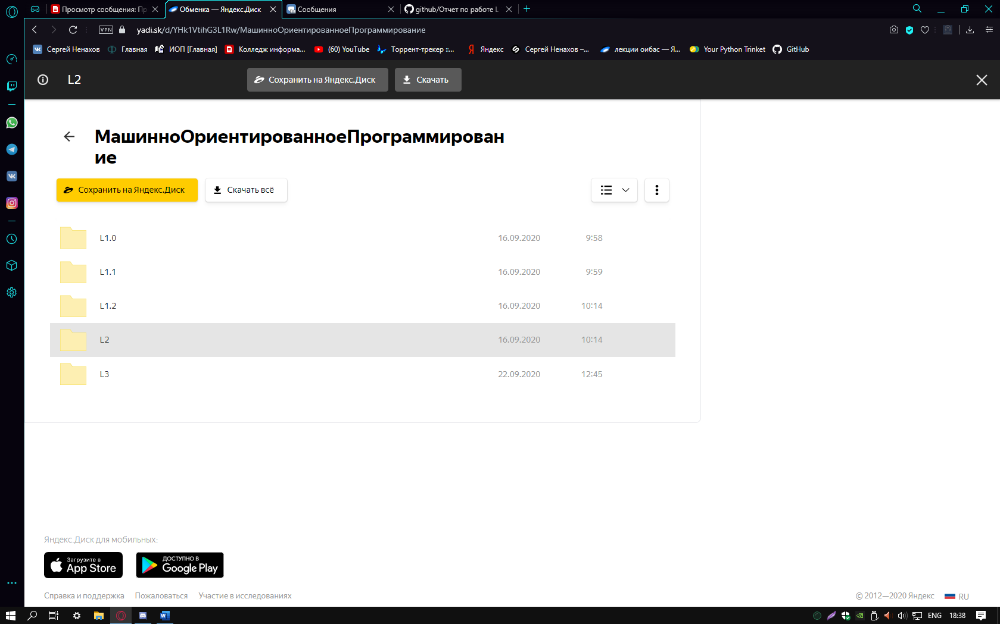 Просмотр сообщения: Пр
Обменка — Яндекс.Диск
Сообщения
github/Отчет по работе L
VPN
yadi.sk/d/YHk1VtihG3L1Rw/МашинноОриентированноеПрограммирование
Сергей Ненахов
Главная
ИОП [Главная]
Колледж информа...
(60) YouTube
Торрент-трекер ::...
Яндекс
Сергей Ненахов –...
лекции оибас — Я...
Your Python Trinket
GitHub
L2
Сохранить на Яндекс.Диск
Скачать
МашинноОриентированноеПрограммирован
ие
Сохранить на Яндекс.Диск
Скачать всё
L1.0 16.09.2020 9:58
L1.1 16.09.2020 9:59
L1.2 16.09.2020 10:14
L2 16.09.2020 10:14
L3 22.09.2020 12:45
Яндекс.Диск для мобильных:
Загрузите в
App Store
ДОСТУПНО В
Google Play
Справка и поддержка
Пожаловаться
Участие в исследованиях
© 2012—2020 Яндекс
RU
ENG
18:38